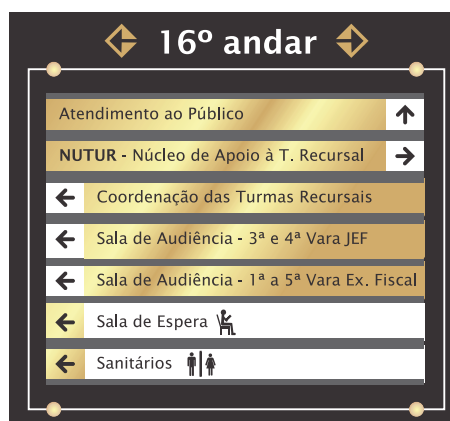 16º andar
Atendimento ao Público
NUTUR - Núcleo de Apoio à T. Recursal
Coordenação das Turmas Recursais
Sala de Audiência - 3ª e 4ª Vara JEF
Sala de Audiência - 1ª a 5ª Vara Ex. Fiscal
Sala de Espera
Sanitários